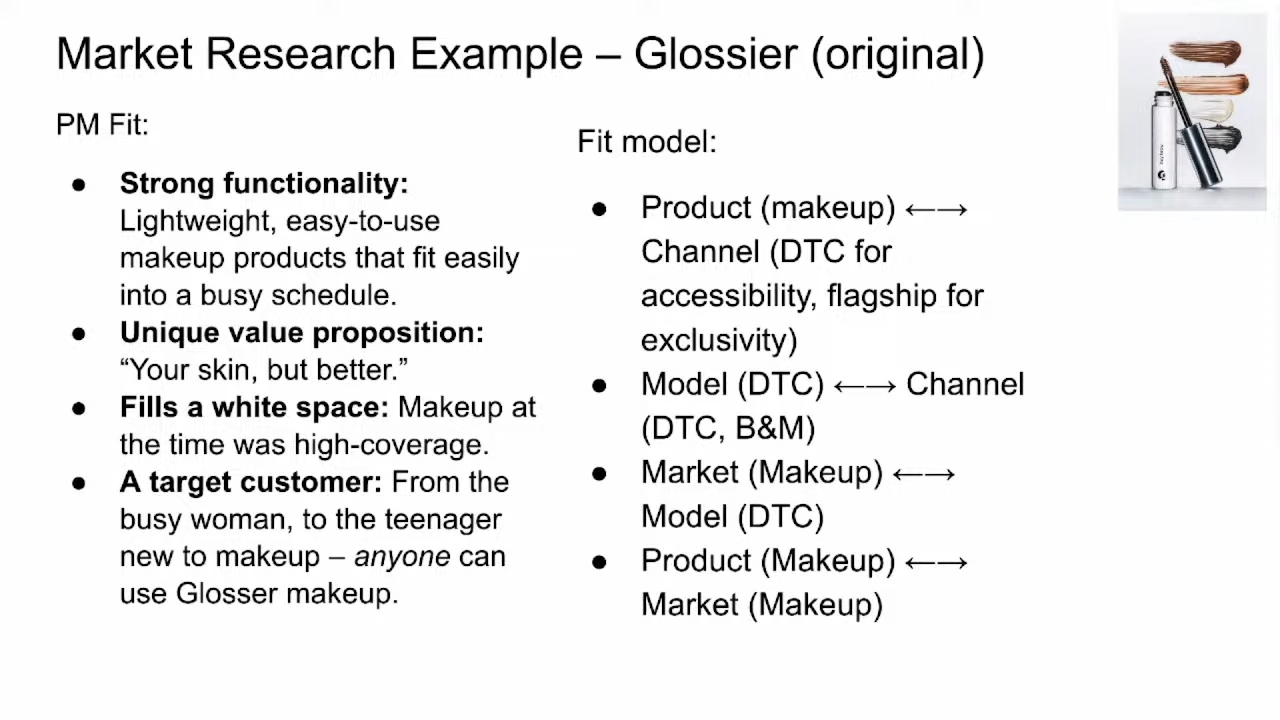 Market Research Example – Glossier (original)
PM Fit:
● Strong functionality:
Lightweight, easy-to-use
makeup products that fit easily
into a busy schedule.
● Unique value proposition:
“Your skin, but better.”
● Fills a white space: Makeup at
the time was high-coverage.
● A target customer: From the
busy woman, to the teenager
new to makeup – anyone can
use Glosser makeup.
Fit model:
● Product (makeup) ←→
Channel (DTC for
accessibility, flagship for
exclusivity)
● Model (DTC) ←→ Channel
(DTC, B&M)
● Market (Makeup) ←→
Model (DTC)
● Product (Makeup) ←→
Market (Makeup)